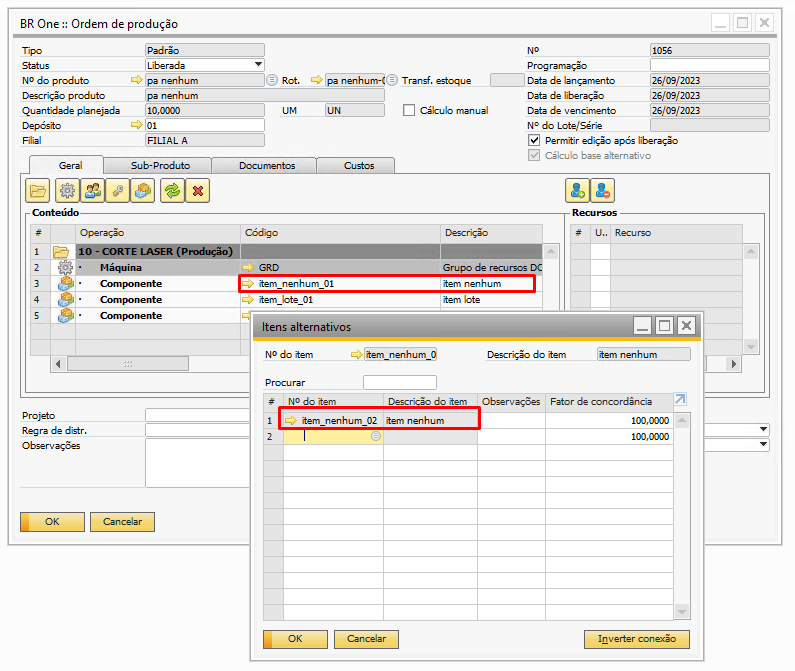 BR One :: Ordem de produção
Tipo Padrão Nº 1056
Status Liberada Programação
Nº do produto pa nenhum Rot. Transf. estoque Data de lançamento 26/09/2023
Descrição produto pa nenhum Data de liberação 26/09/2023
Quantidade planejada 10,0000 UM UN Cálculo manual Data de vencimento 26/09/2023
Depósito 01 Nº do Lote/Série
Filial FILIAL A Permitir edição após liberação
Cálculo base alternativo
Geral Sub-Produto Documentos Custos
Conteúdo Recursos
# Operação Código Descrição # U.. Recurso
1 10 - CORTE LASER (Produção)
2 Máquina GRD Grupo de recursos
3 Componente item_nenhum_01 item nenhum
4 Componente item_lote_01 item lote
5 Componente
Itens alternativos
Nº do item item_nenhum_0 Descrição do item item nenhum
Procurar
# Nº do item Descrição do item Observações Fator de concordância
1 item_nenhum_02 item nenhum 100,0000
2 100,0000
Projeto
Regra de distr.
Observações
OK Cancelar
OK Cancelar Inverter conexão